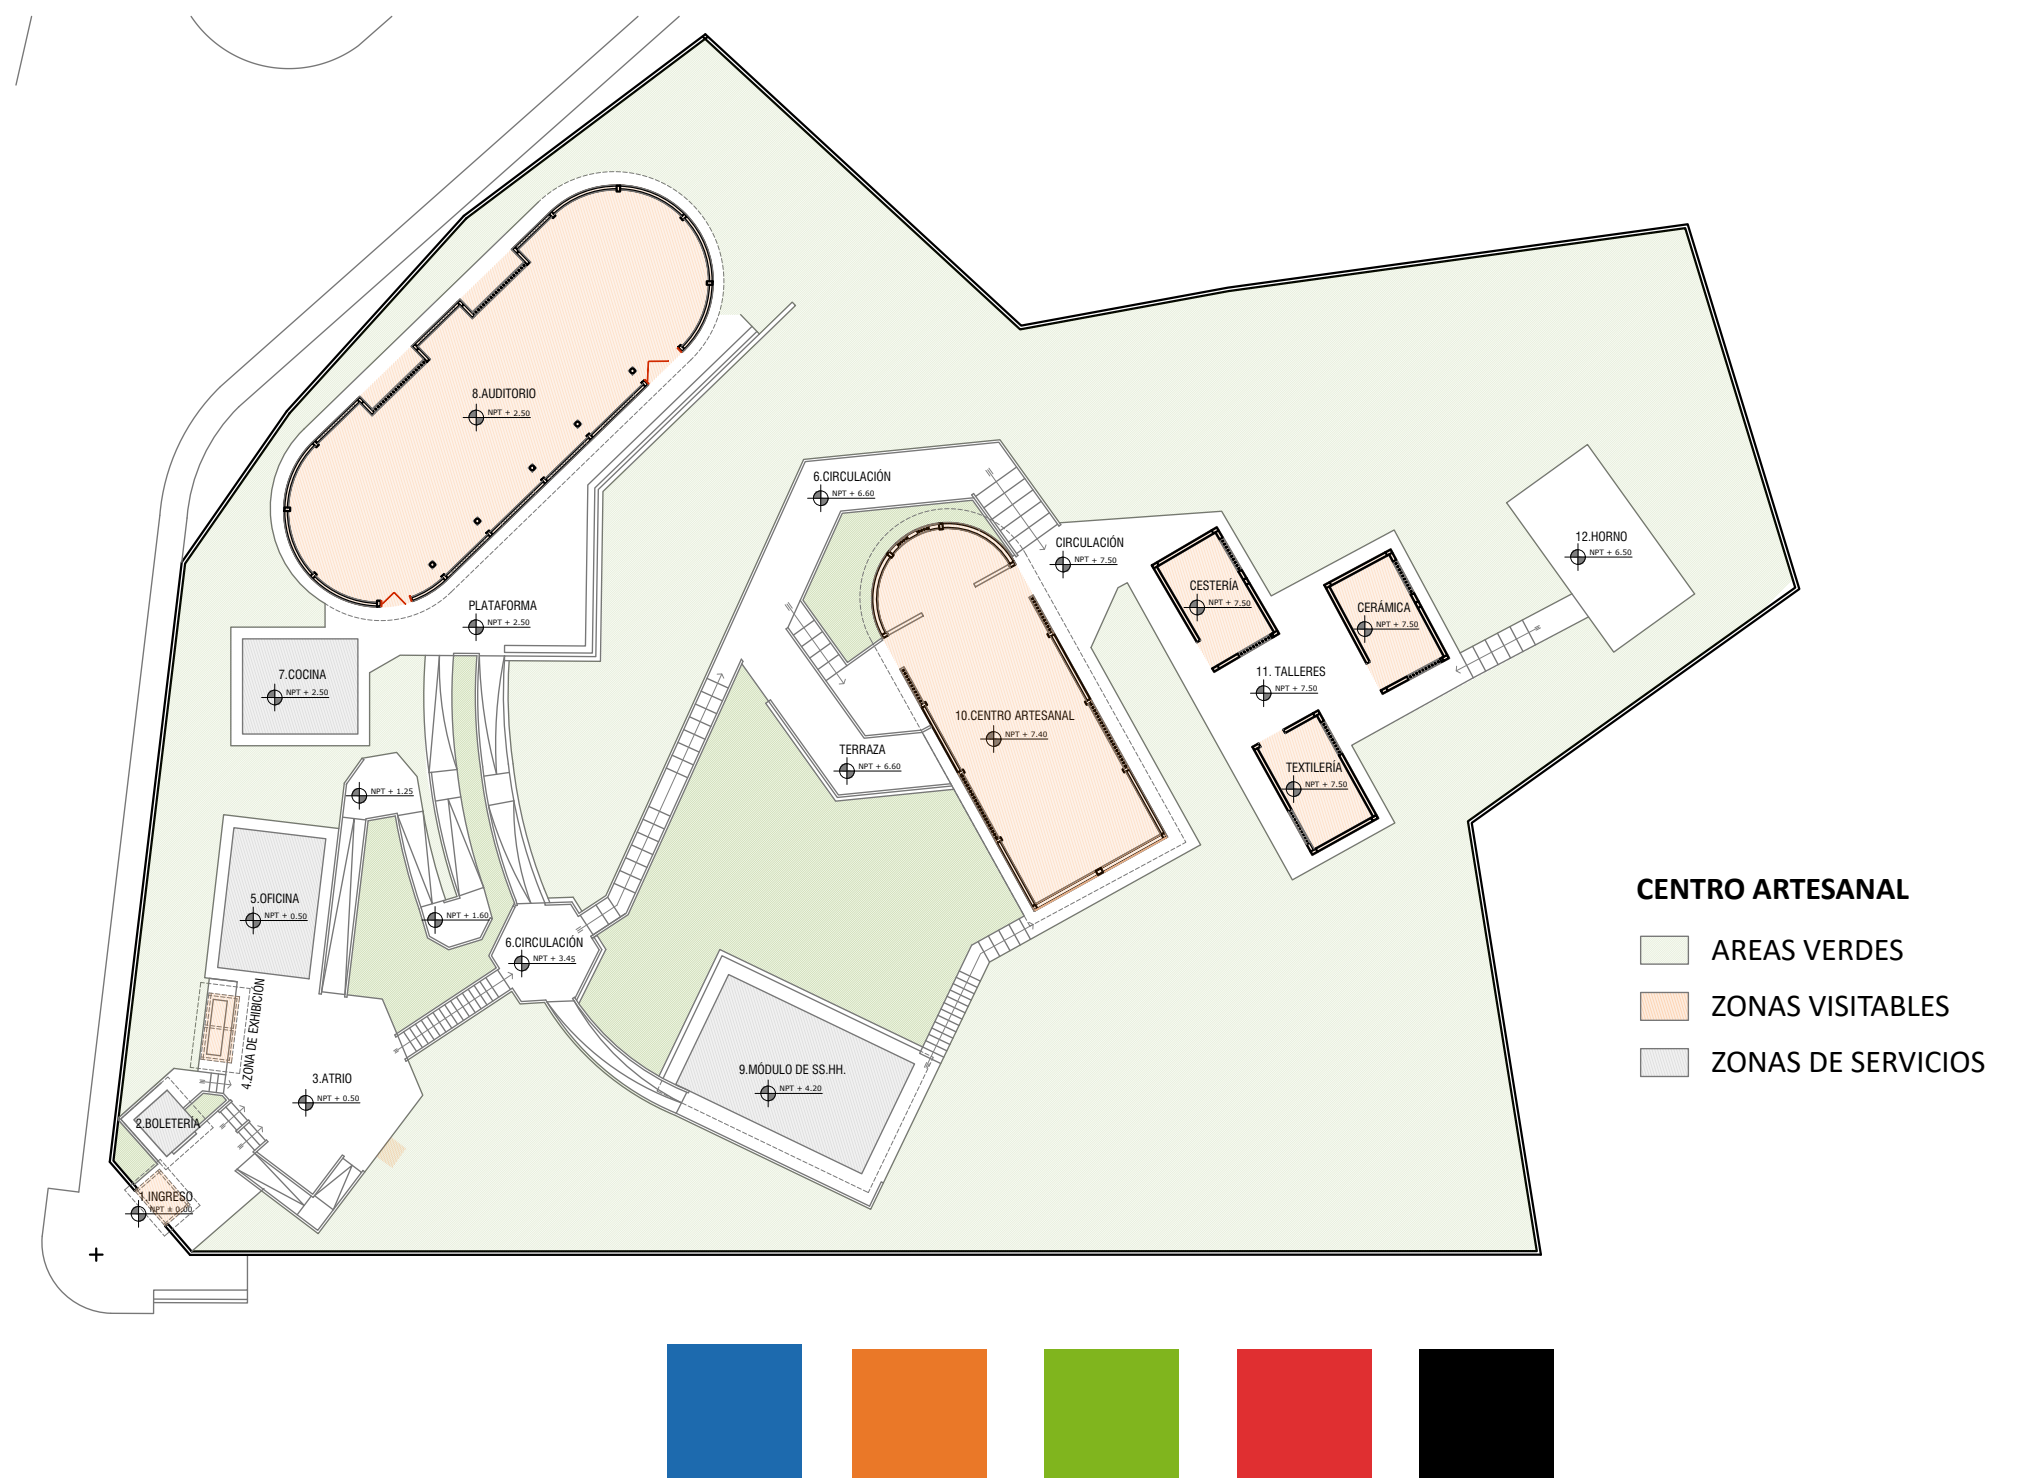 8.AUDITORIO
NPT + 2.50
6.CIRCULACIÓN
NPT + 6.60
CIRCULACIÓN
NPT + 7.50
12.HORNO
NPT + 6.50
CESTERÍA
NPT + 7.50
CERÁMICA
NPT + 7.50
PLATAFORMA
NPT + 2.50
7.COCINA
NPT + 2.50
11. TALLERES
NPT + 7.50
10.CENTRO ARTESANAL
NPT + 7.40
TERRAZA
NPT + 6.60
TEXTILERÍA
NPT + 7.50
NPT + 1.25
5.OFICINA
NPT + 0.50
NPT + 1.60
6.CIRCULACIÓN
NPT + 3.45
4.ZONA DE EXHIBICIÓN
3.ATRIO
NPT + 0.50
9.MÓDULO DE SS.HH.
NPT + 4.20
2.BOLETERÍA
1.INGRESO
NPT ± 0.00
CENTRO ARTESANAL
AREAS VERDES
ZONAS VISITABLES
ZONAS DE SERVICIOS